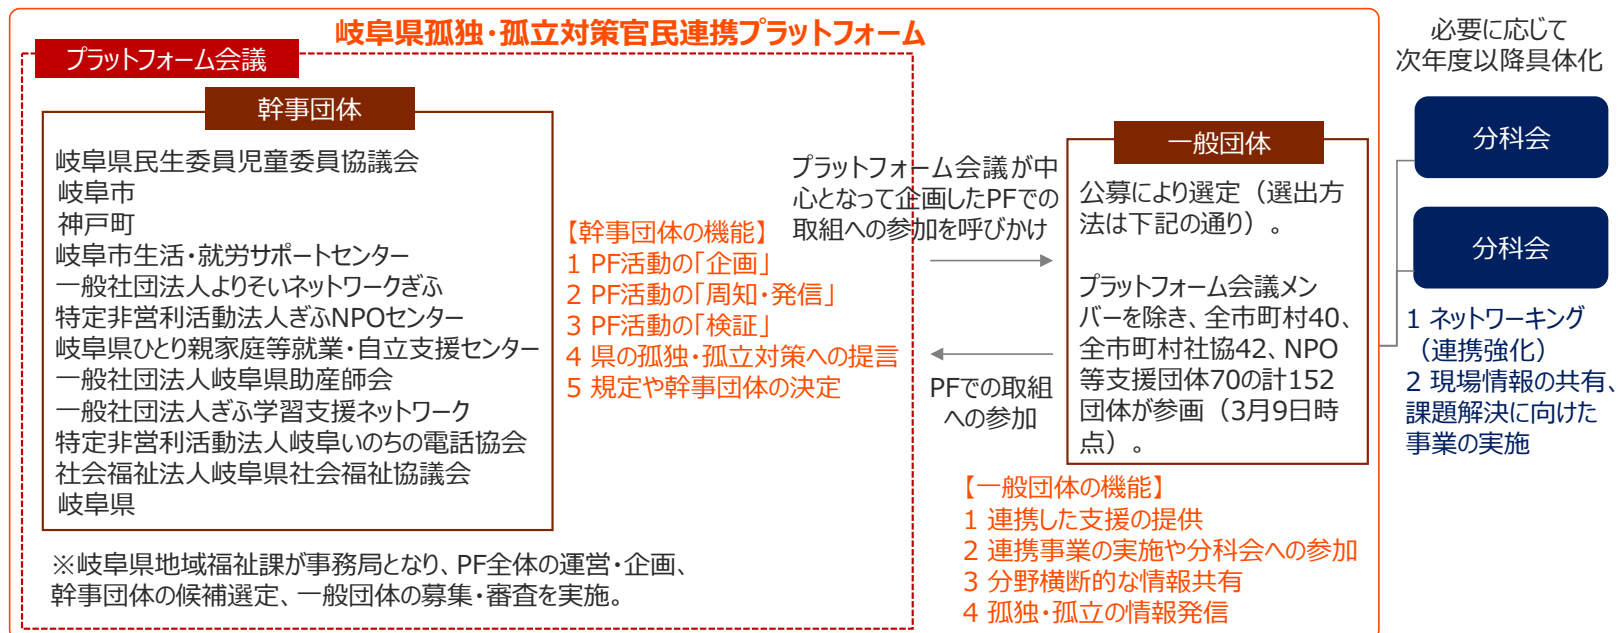 岐阜県孤独・孤立対策官民連携プラットフォーム
プラットフォーム会議
幹事団体
岐阜県民生委員児童委員協議会
岐阜市
神戸町
岐阜市生活・就労サポートセンター
一般社団法人よりそいネットワークぎふ
特定非営利活動法人ぎふNPOセンター
岐阜県ひとり親家庭等就業・自立支援センター
一般社団法人岐阜県助産師会
一般社団法人ぎふ学習支援ネットワーク
特定非営利活動法人岐阜いのちの電話協会
社会福祉法人岐阜県社会福祉協議会
岐阜県
※岐阜県地域福祉課が事務局となり、PF全体の運営・企画、
幹事団体の候補選定、一般団体の募集・審査を実施。
【幹事団体の機能】
1 PF活動の「企画」
2 PF活動の「周知・発信」
3 PF活動の「検証」
4 県の孤独・孤立対策への提言
5 規定や幹事団体の決定
プラットフォーム会議が中
心となって企画したPFでの
取組への参加を呼びかけ
PFでの取組
への参加
一般団体
公募により選定（選出方
法は下記の通り）。
プラットフォーム会議メン
バーを除き、全市町村40、
全市町村社協42、NPO
等支援団体70の計152
団体が参画（3月9日時
点）。
【一般団体の機能】
1 連携した支援の提供
2 連携事業の実施や分科会への参加
3 分野横断的な情報共有
4 孤独・孤立の情報発信
必要に応じて
次年度以降具体化
分科会
分科会
1 ネットワーキング
（連携強化）
2 現場情報の共有、
課題解決に向けた
事業の実施